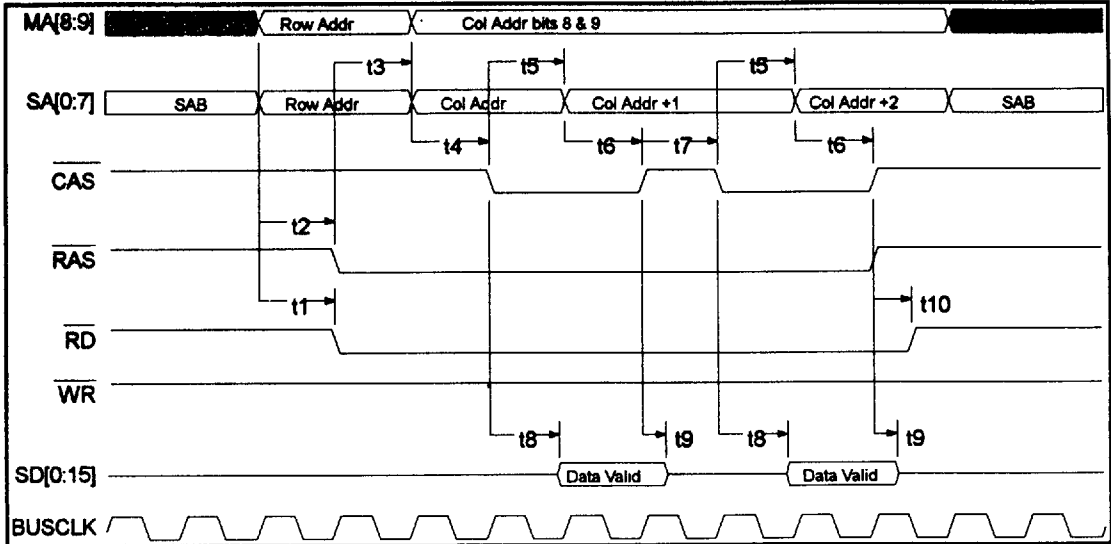 MA[8:9] Row Addr Col Addr bits 8 & 9
t3 t5 t5
SA[0:7] SAB Row Addr Col Addr Col Addr +1 Col Addr +2 SAB
t4 t6 t7 t6
CAS
t2
RAS
t1 t10
RD
WR
t8 t9 t8 t9
SD[0:15] Data Valid Data Valid
BUSCLK